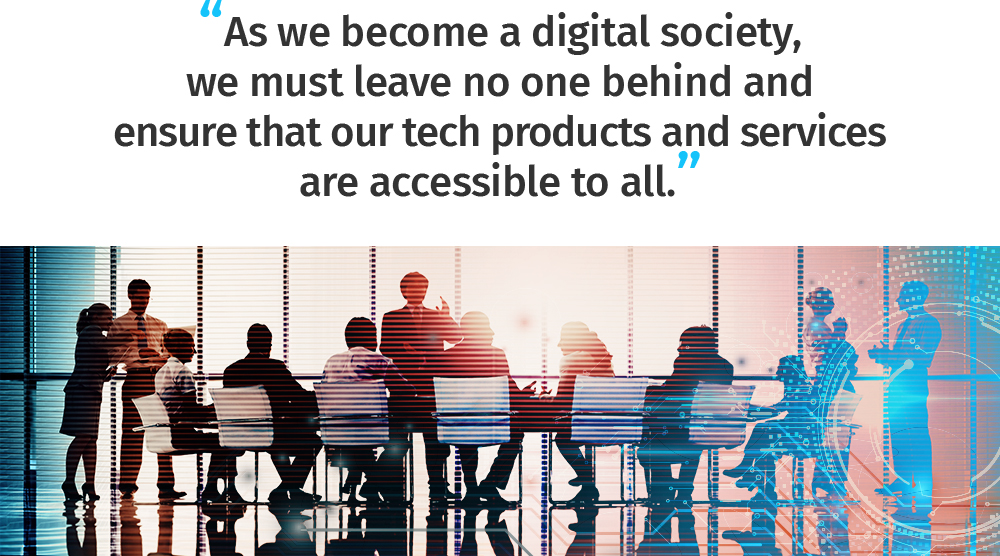 “As we become a digital society,
we must leave no one behind and
ensure that our tech products and services
are accessible to all.”